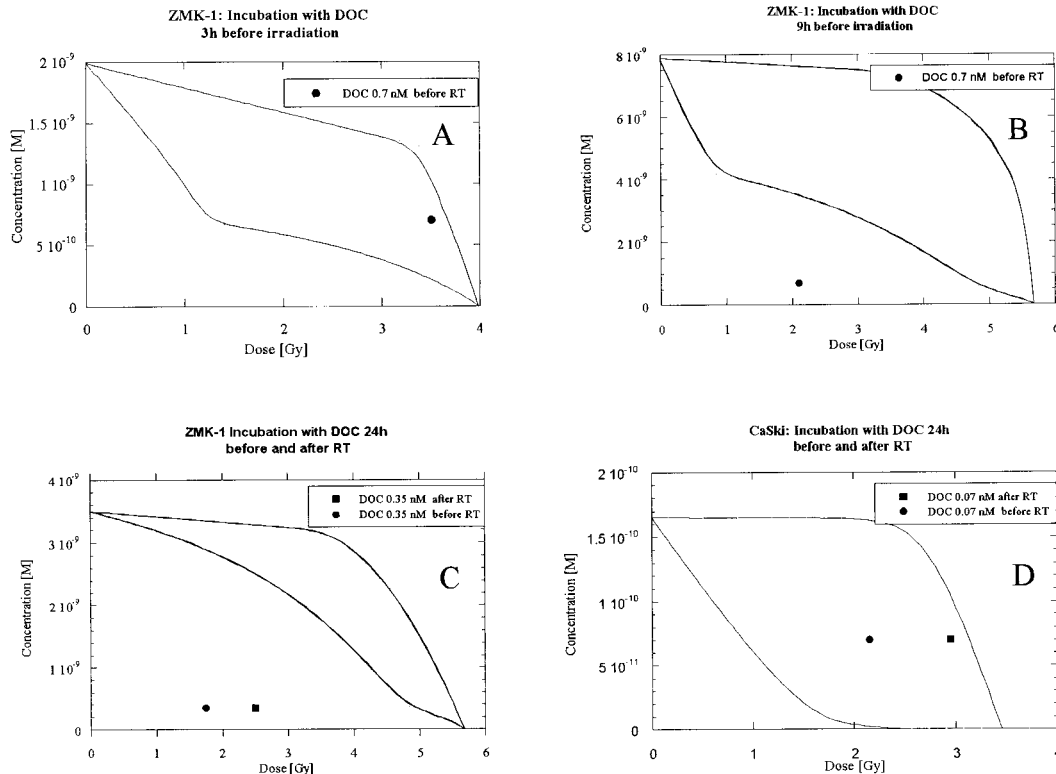 ZMK-1: Incubation with DOC
3h before irradiation
2 10⁻⁹
1.5 10⁻⁹
1 10⁻⁹
5 10⁻¹⁰
0
Concentration [M]
● DOC 0.7 nM before RT
A
0 1 2 3 4
Dose [Gy]
ZMK-1: Incubation with DOC
9h before irradiation
8 10⁻⁹
6 10⁻⁹
4 10⁻⁹
2 10⁻⁹
0
Concentration [M]
● DOC 0.7 nM before RT
B
0 1 2 3 4 5 6
Dose [Gy]
ZMK-1 Incubation with DOC 24h
before and after RT
4 10⁻⁹
3 10⁻⁹
2 10⁻⁹
1 10⁻⁹
0
Concentration [M]
■ DOC 0.35 nM after RT
● DOC 0.35 nM before RT
C
0 1 2 3 4 5 6
Dose [Gy]
CaSki: Incubation with DOC 24h
before and after RT
2 10⁻¹⁰
1.5 10⁻¹⁰
1 10⁻¹⁰
5 10⁻¹¹
0
Concentration [M]
■ DOC 0.07 nM after RT
● DOC 0.07 nM before RT
D
0 1 2 3 4
Dose [Gy]